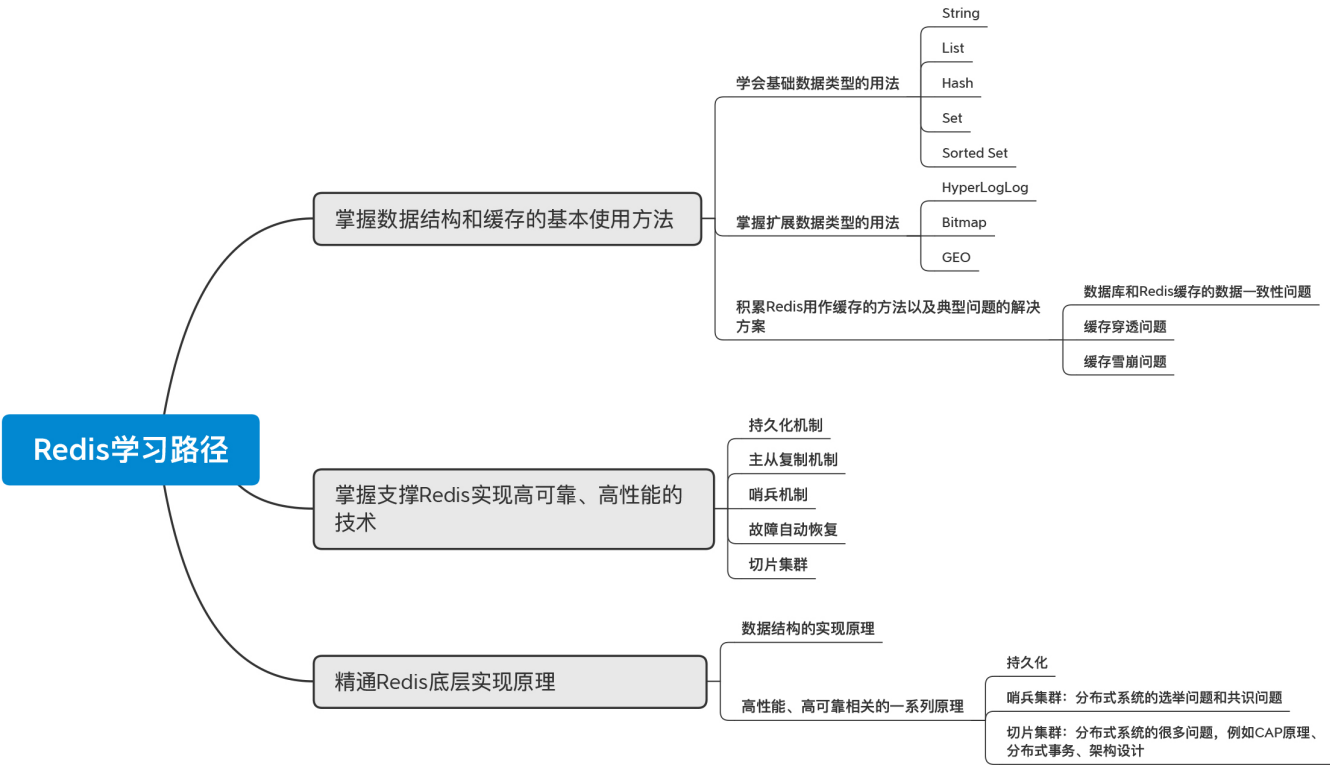 Redis学习路径
掌握数据结构和缓存的基本使用方法
学会基础数据类型的用法
String
List
Hash
Set
Sorted Set
掌握扩展数据类型的用法
HyperLogLog
Bitmap
GEO
积累Redis用作缓存的方法以及典型问题的解决
方案
数据库和Redis缓存的数据一致性问题
缓存穿透问题
缓存雪崩问题
掌握支撑Redis实现高可靠、高性能的
技术
持久化机制
主从复制机制
哨兵机制
故障自动恢复
切片集群
精通Redis底层实现原理
数据结构的实现原理
高性能、高可靠相关的一系列原理
持久化
哨兵集群：分布式系统的选举问题和共识问题
切片集群：分布式系统的很多问题，例如CAP原理、
分布式事务、架构设计